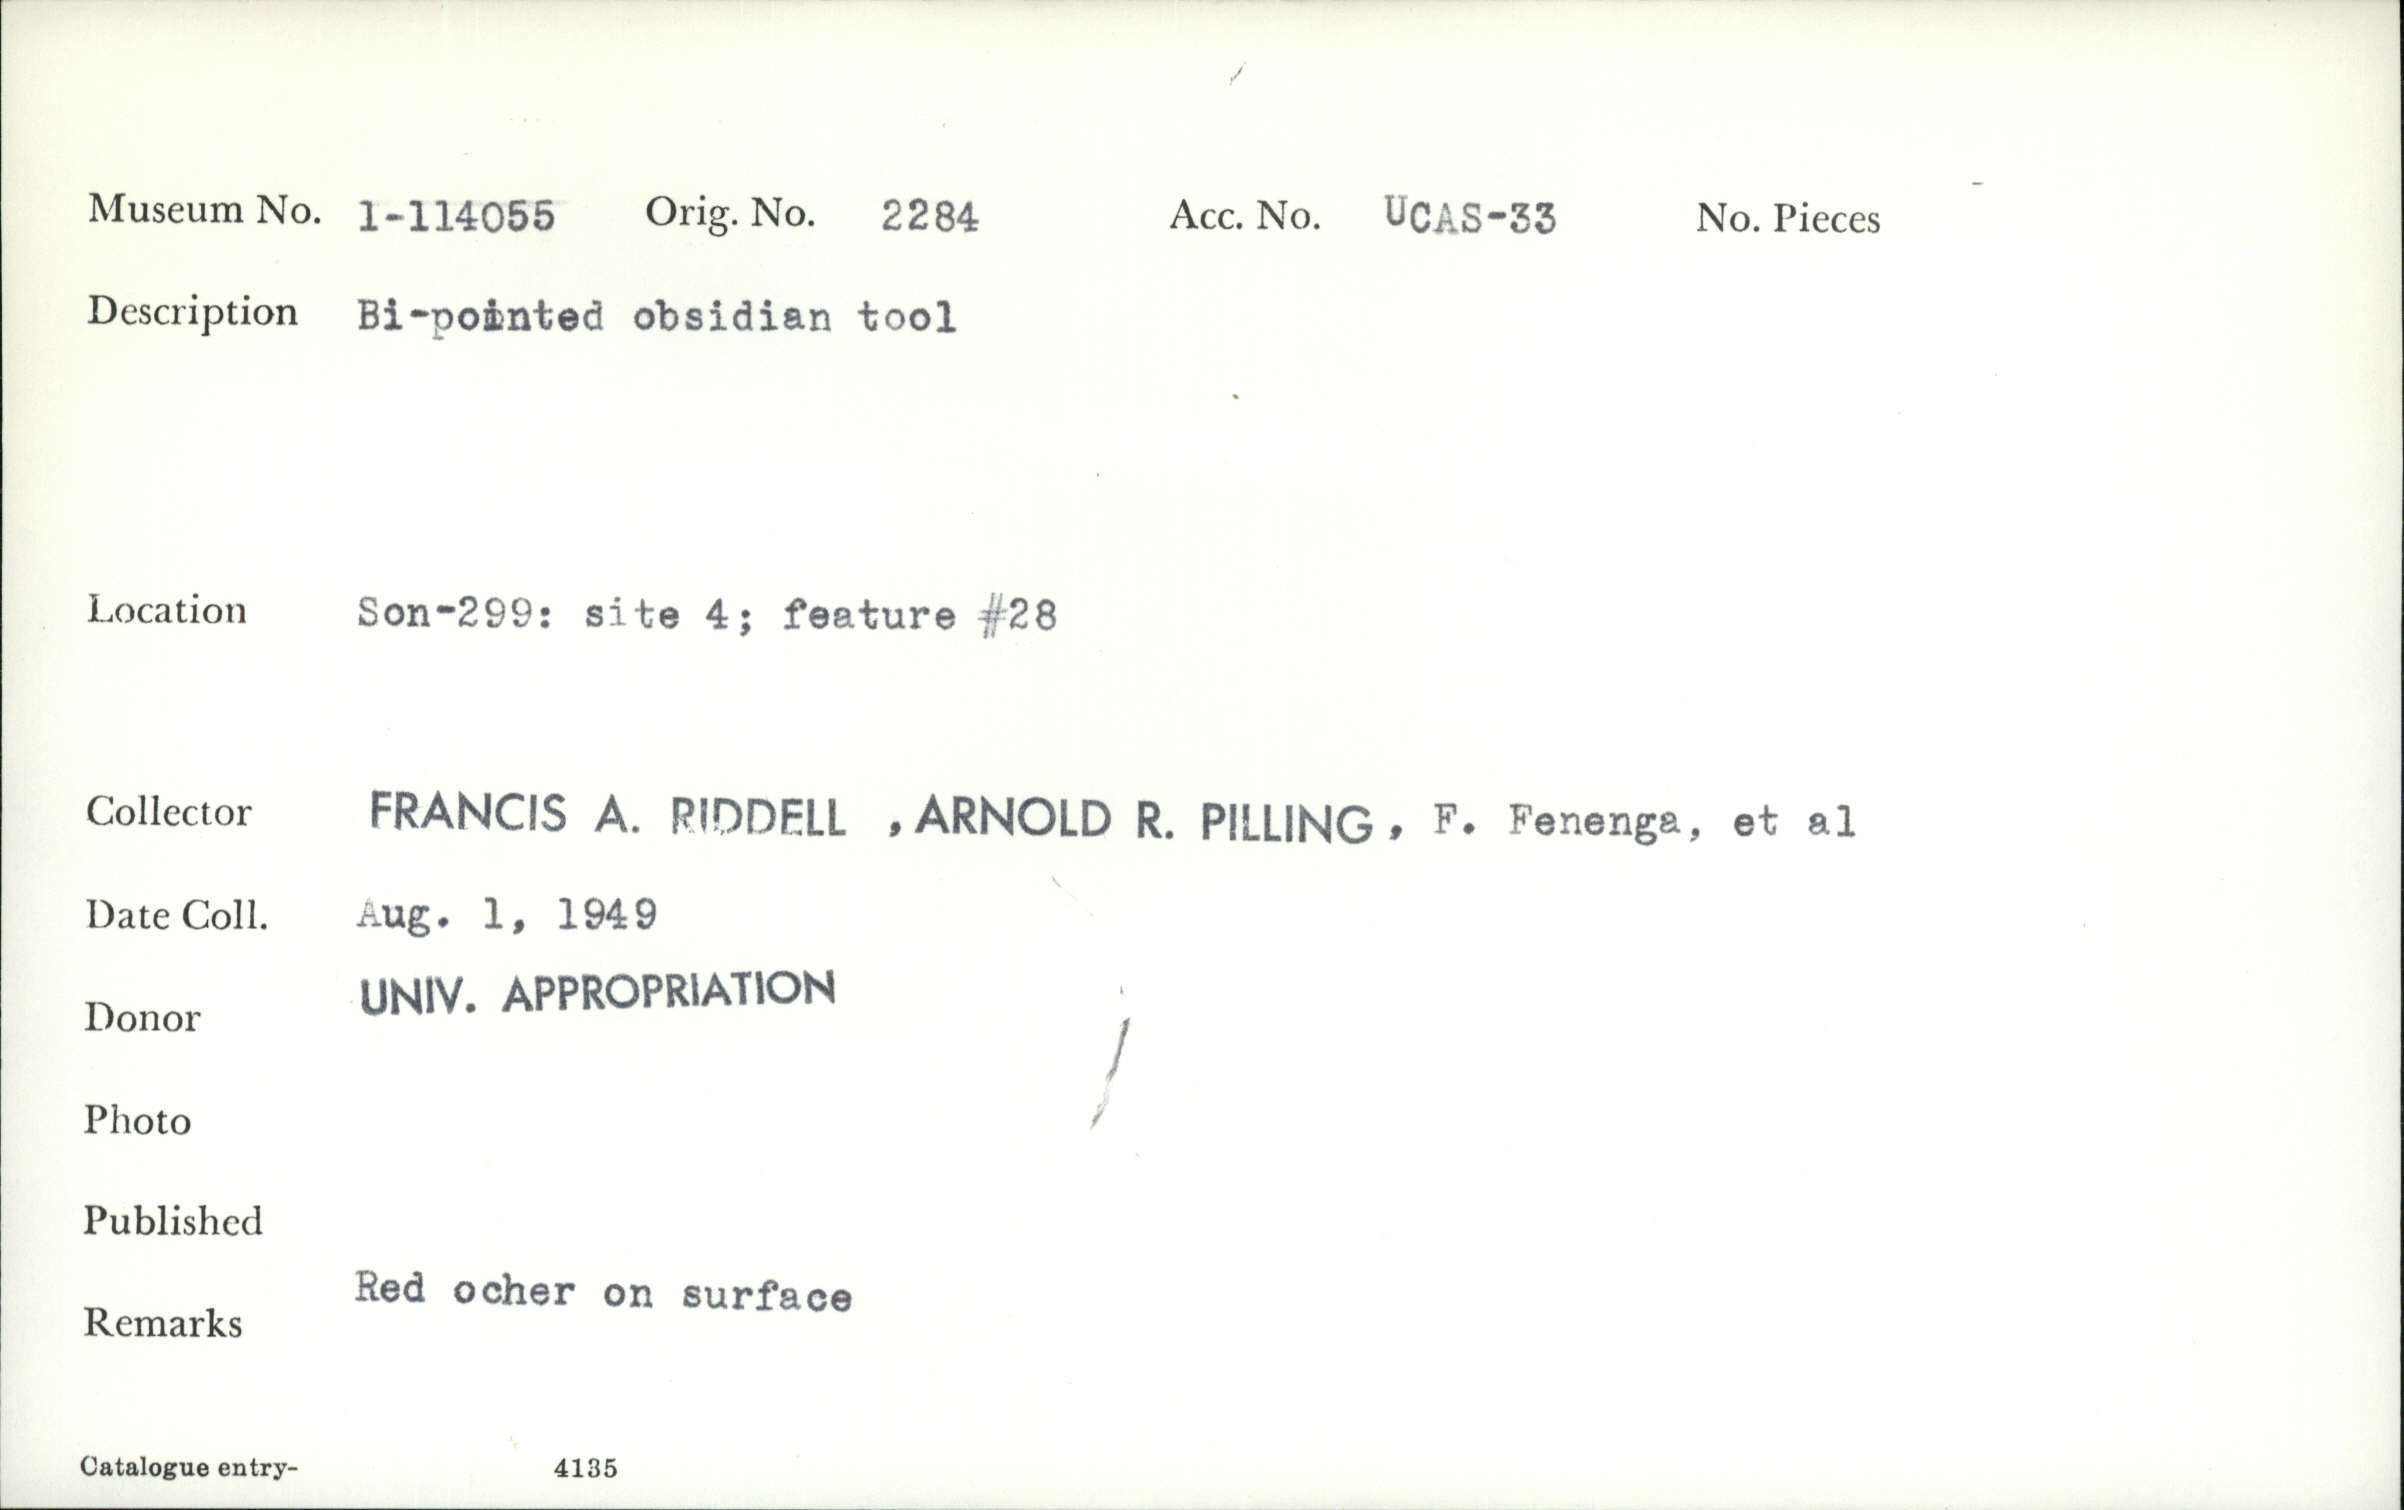 Museum No. 1-114055 Orig. No. 2284 Acc. No. UCAS-33 No. Pieces
Description Bi-pointed obsidian tool
Location Son-299: site 4; feature #28
Collector FRANCIS A. RIDDELL , ARNOLD R. PILLING, F. Fenenga, et al
Date Coll. Aug. 1, 1949
Donor UNIV. APPROPRIATION
Photo
Published
Remarks Red ocher on surface
Catalogue entry- 4135